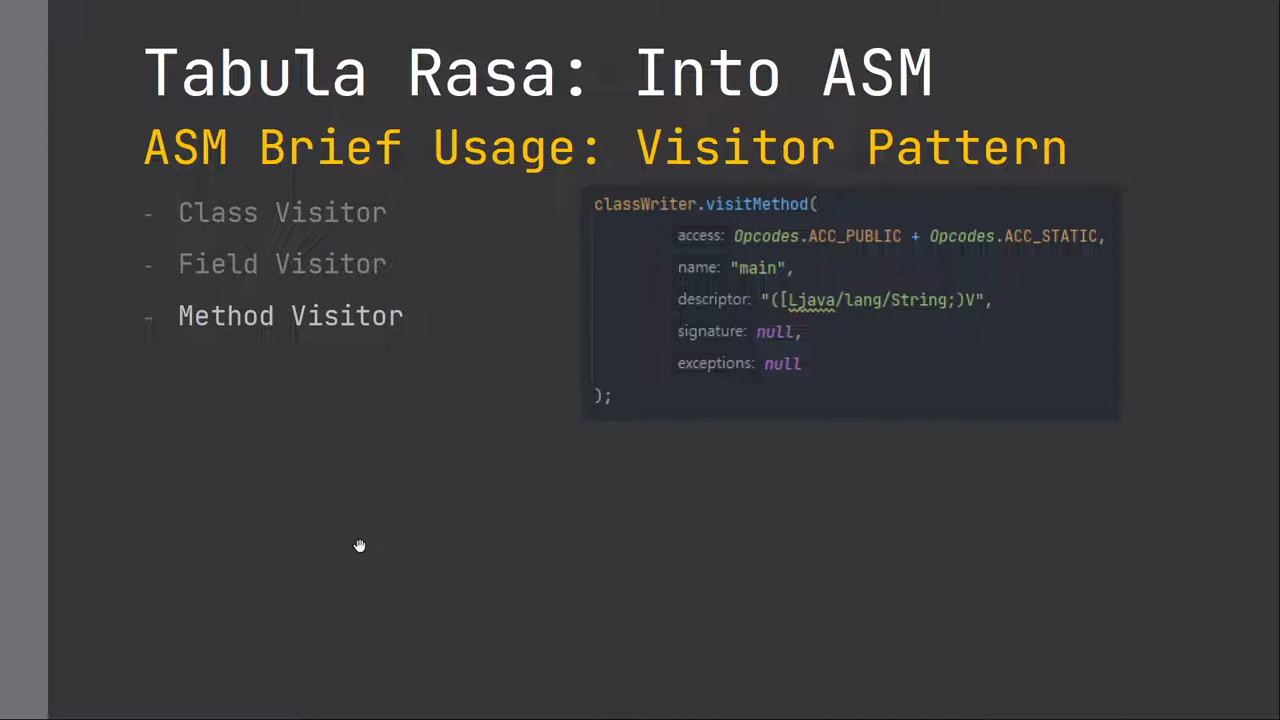 Tabula Rasa: Into ASM
ASM Brief Usage: Visitor Pattern
- Class Visitor
- Field Visitor
- Method Visitor
classWriter.visitMethod(
access: Opcodes.ACC_PUBLIC + Opcodes.ACC_STATIC,
name: "main",
descriptor: "([Ljava/lang/String;)V",
signature: null,
exceptions: null
);